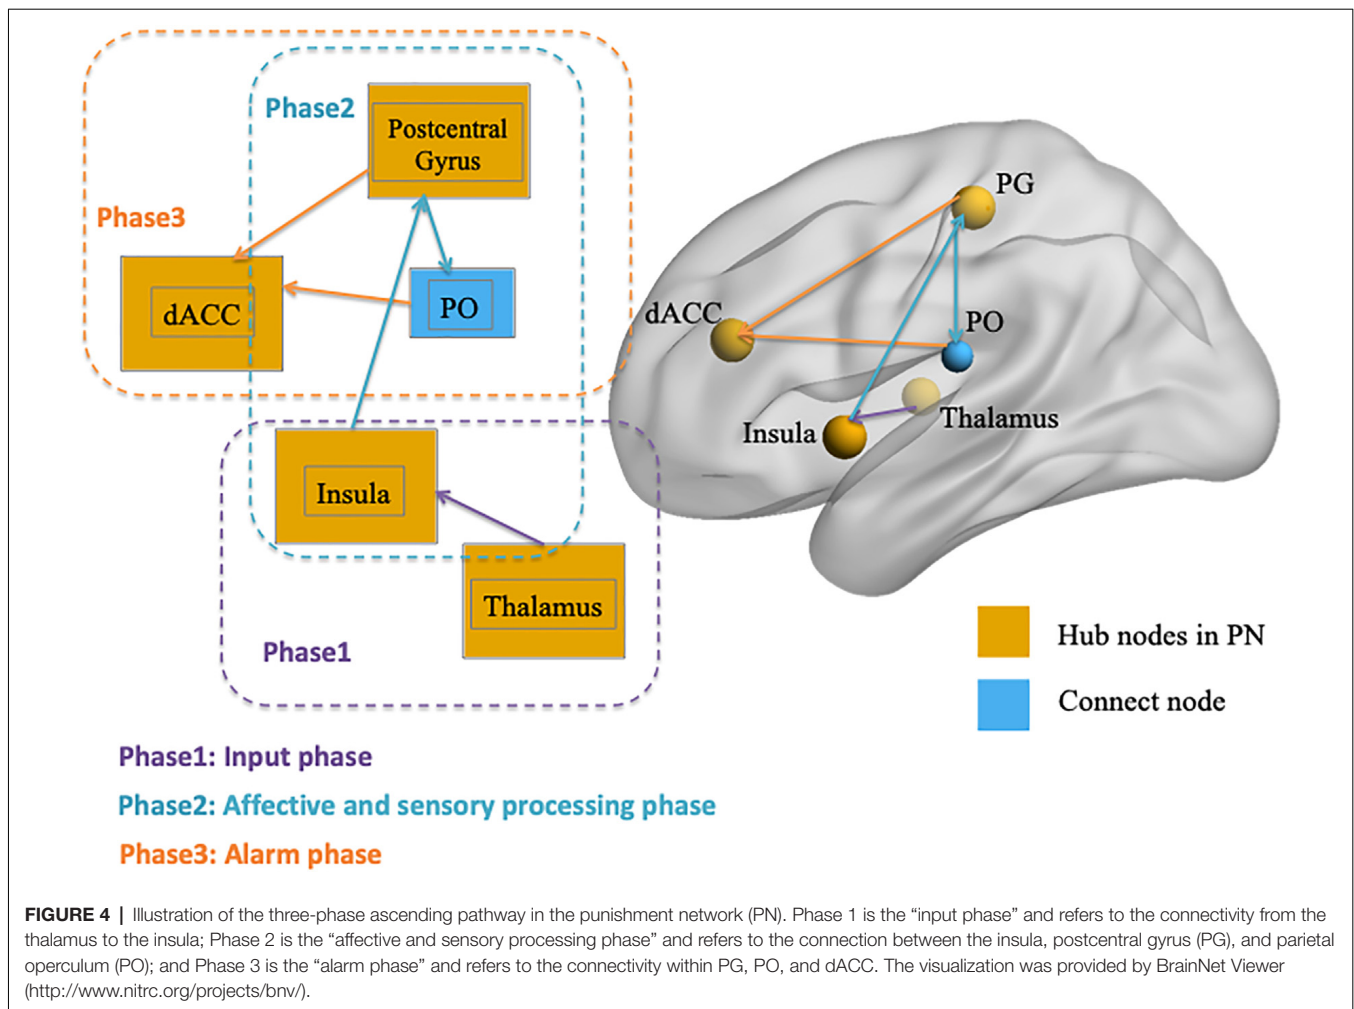 Phase2
Postcentral
Gyrus
Phase3
dACC
PO
Insula
Thalamus
Phase1
PG
dACC
PO
Thalamus
Insula
Hub nodes in PN
Connect node
Phase1: Input phase
Phase2: Affective and sensory processing phase
Phase3: Alarm phase
FIGURE 4 | Illustration of the three-phase ascending pathway in the punishment network (PN). Phase 1 is the “input phase” and refers to the connectivity from the
thalamus to the insula; Phase 2 is the “affective and sensory processing phase” and refers to the connection between the insula, postcentral gyrus (PG), and parietal
operculum (PO); and Phase 3 is the “alarm phase” and refers to the connectivity within PG, PO, and dACC. The visualization was provided by BrainNet Viewer
(http://www.nitrc.org/projects/bnv/).